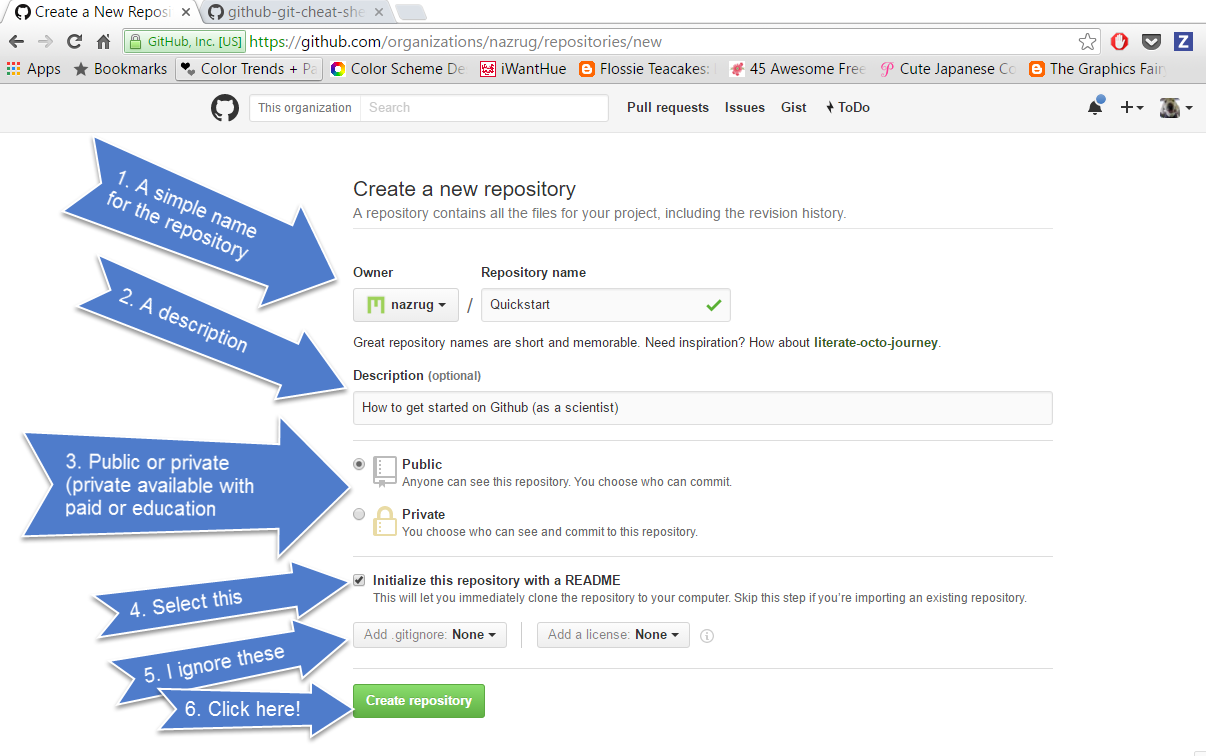 Create a New Reposi
github-git-cheat-she
GitHub, Inc. [US] https://github.com/organizations/nazrug/repositories/new
Apps Bookmarks Color Trends + Pa Color Scheme De iWantHue Flossie Teacakes: 45 Awesome Free Cute Japanese Co The Graphics Fair
This organization Search Pull requests Issues Gist ToDo
1. A simple name
for the repository
Create a new repository
A repository contains all the files for your project, including the revision history.
Owner Repository name
nazrug / Quickstart
2. A description
Great repository names are short and memorable. Need inspiration? How about literate-octo-journey.
Description (optional)
How to get started on Github (as a scientist)
3. Public or private
(private available with
paid or education
Public
Anyone can see this repository. You choose who can commit.
Private
You choose who can see and commit to this repository.
4. Select this
Initialize this repository with a README
This will let you immediately clone the repository to your computer. Skip this step if you’re importing an existing repository.
5. I ignore these
Add .gitignore: None Add a license: None
6. Click here!
Create repository